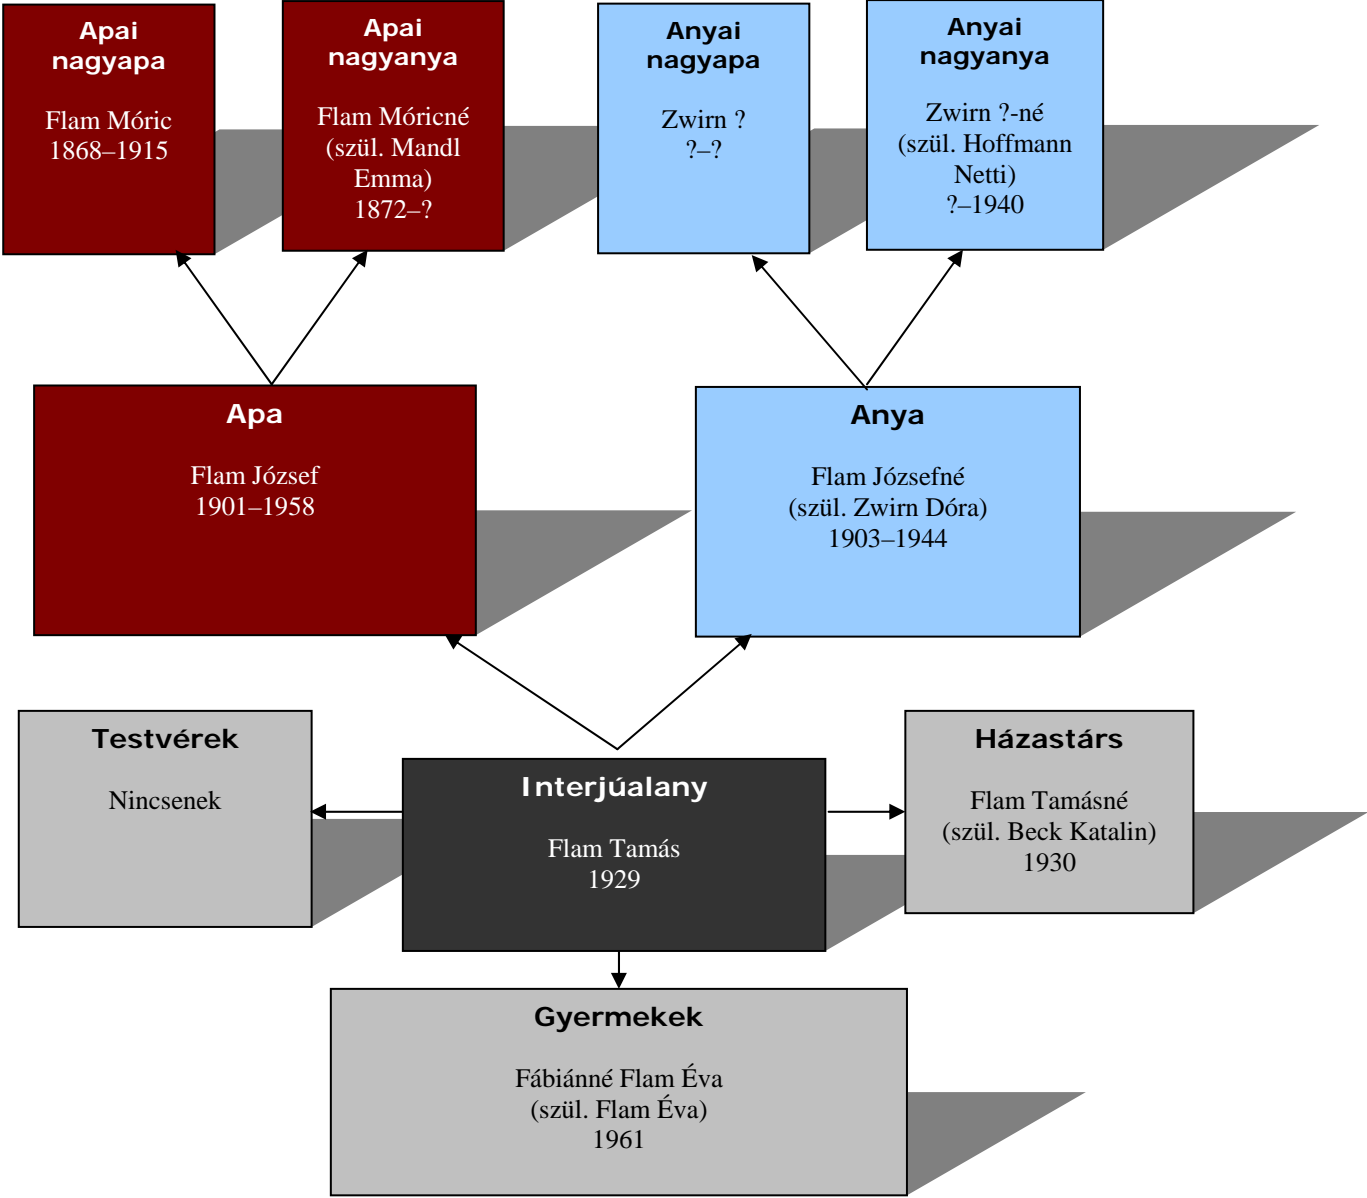 Apai
nagyapa
Flam Móric
1868–1915
Apai
nagyanya
Flam Móricné
(szül. Mandl
Emma)
1872–?
Anyai
nagyapa
Zwirn ?
?–?
Anyai
nagyanya
Zwirn ?-né
(szül. Hoffmann
Netti)
?–1940
Apa
Flam József
1901–1958
Anya
Flam Józsefné
(szül. Zwirn Dóra)
1903–1944
Testvérek
Nincsenek
Interjúalany
Flam Tamás
1929
Házastárs
Flam Tamásné
(szül. Beck Katalin)
1930
Gyermekek
Fábiánné Flam Éva
(szül. Flam Éva)
1961